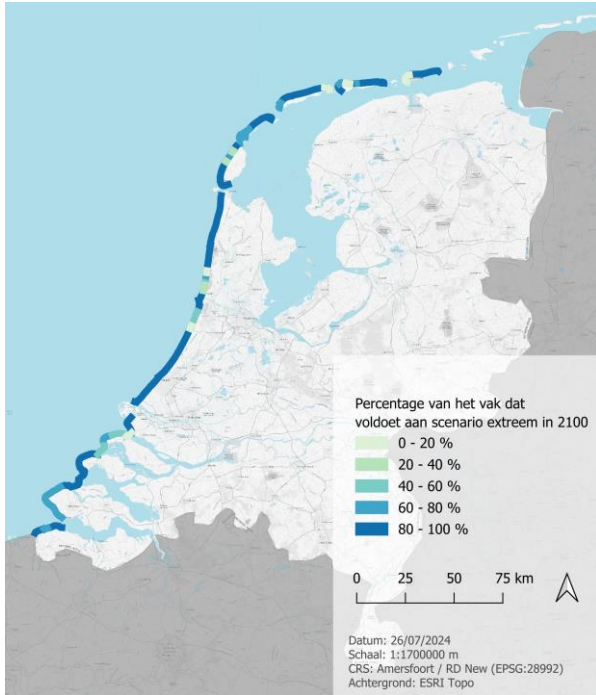 Percentage van het vak dat
voldoet aan scenario extreem in 2100
0 - 20 %
20 - 40 %
40 - 60 %
60 - 80 %
80 - 100 %
0 25 50 75 km
Datum: 26/07/2024
Schaal: 1:1700000 m
CRS: Amersfoort / RD New (EPSG:28992)
Achtergrond: ESRI Topo